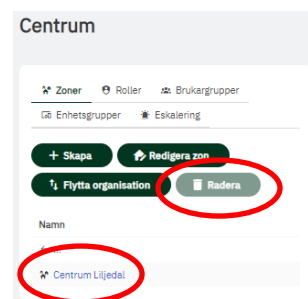 Centrum
Zoner Roller Brukargrupper
Enhetsgrupper Eskalering
+ Skapa Redigera zon
Flytta organisation Radera
Namn
Centrum Liljedal